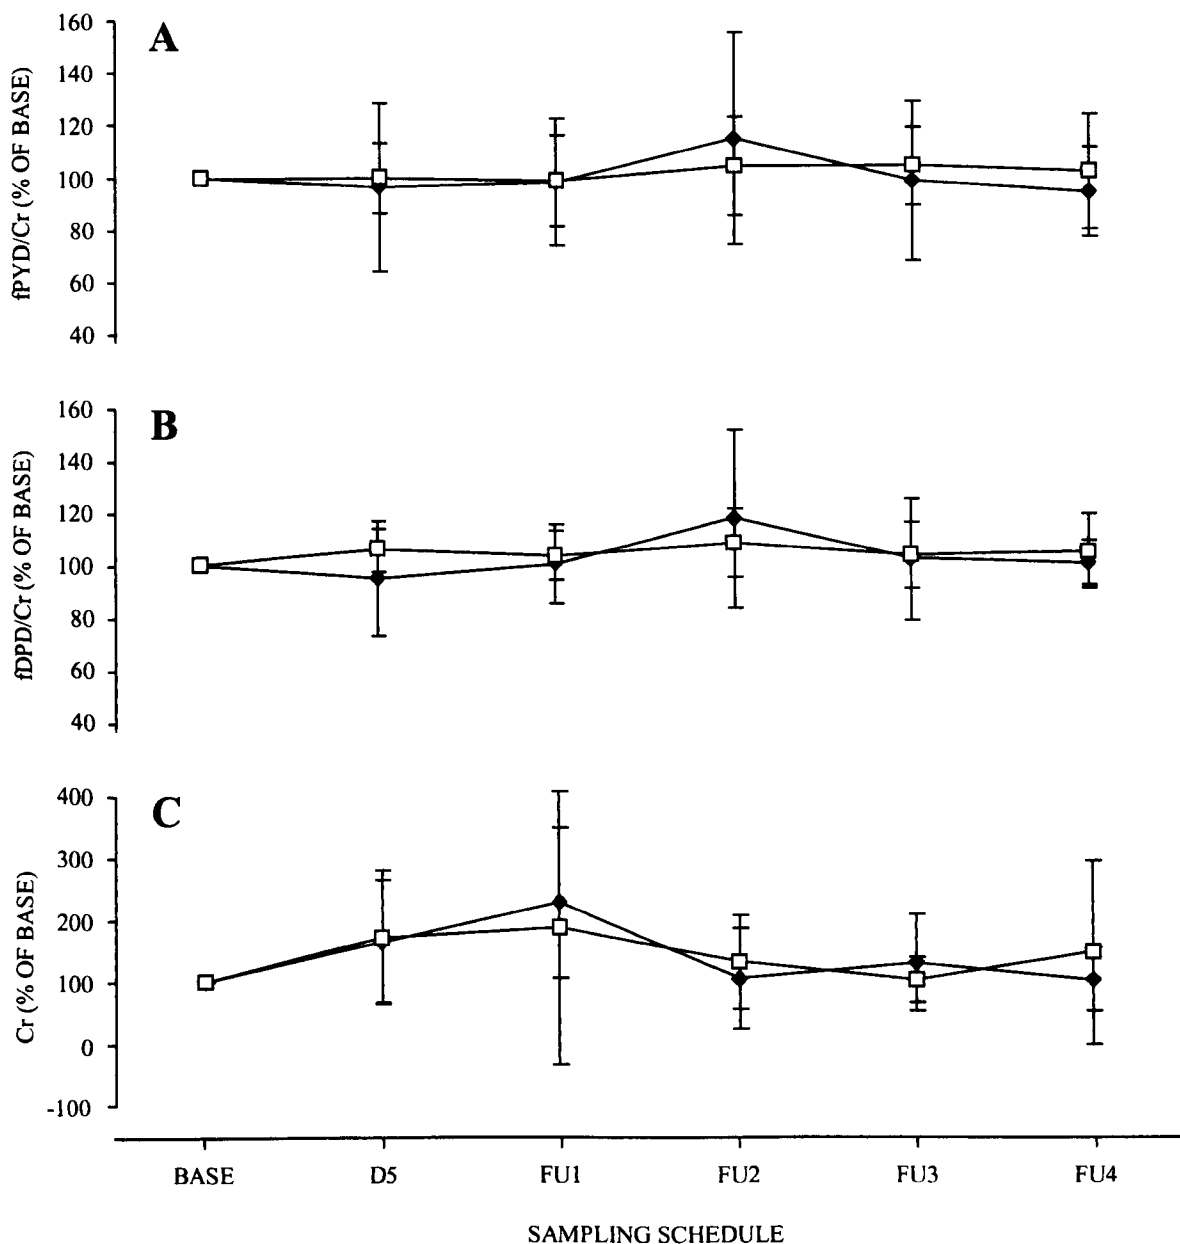 A
160
140
120
100
80
60
40
fPYD/Cr (% OF BASE)
B
160
140
120
100
80
60
40
fDPD/Cr (% OF BASE)
C
400
300
200
100
0
-100
Cr (% OF BASE)
BASE D5 FU1 FU2 FU3 FU4
SAMPLING SCHEDULE